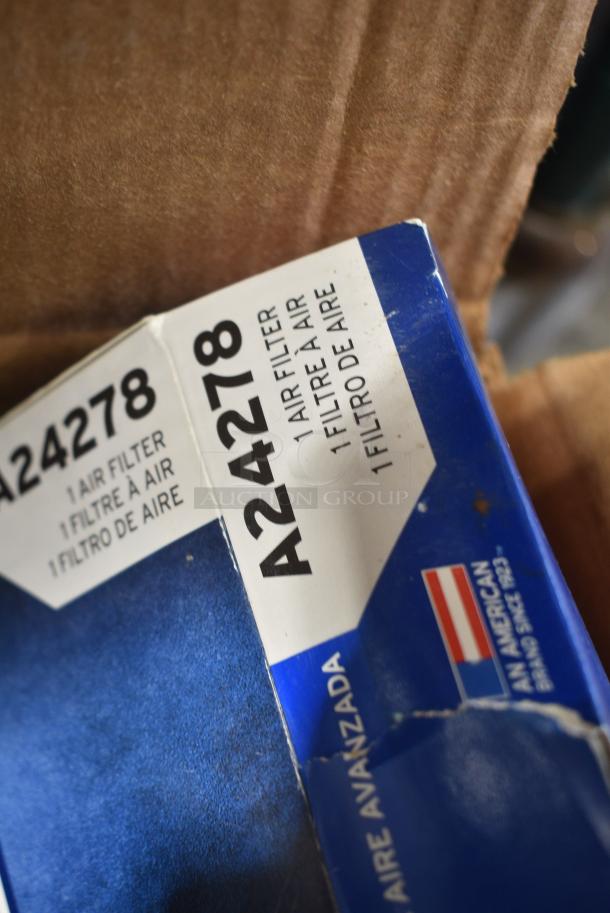 A24278
1 AIR FILTER
1 FILTRE À AIR
1 FILTRO DE AIRE
A24278
1 AIR FILTER
1 FILTRE À AIR
1 FILTRO DE AIRE
AUCTION GROUP
AN AMERICAN
BRAND SINCE 1923™
AIRE AVANZADA